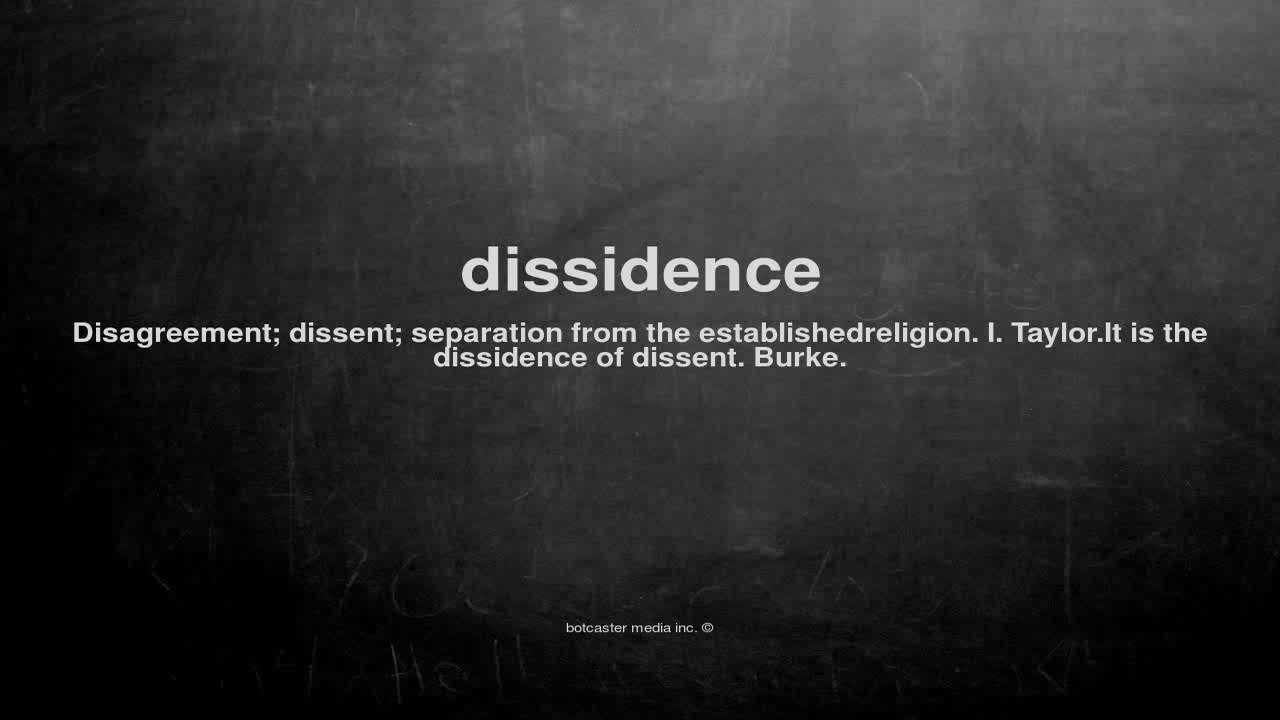 dissidence
Disagreement; dissent; separation from the establishedreligion. I. Taylor.It is the
dissidence of dissent. Burke.
botcaster media inc. ©